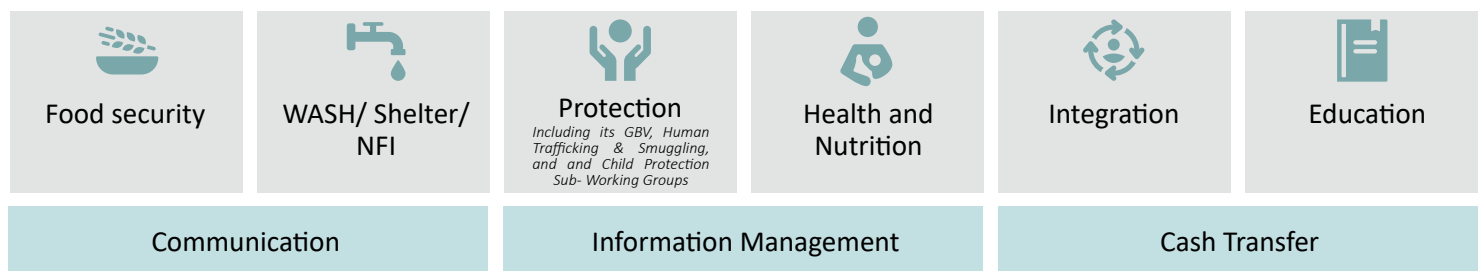 Food security
WASH/ Shelter/
NFI
Protection
Including its GBV, Human
Trafficking & Smuggling,
and and Child Protection
Sub- Working Groups
Health and
Nutrition
Integration
Education
Communication
Information Management
Cash Transfer